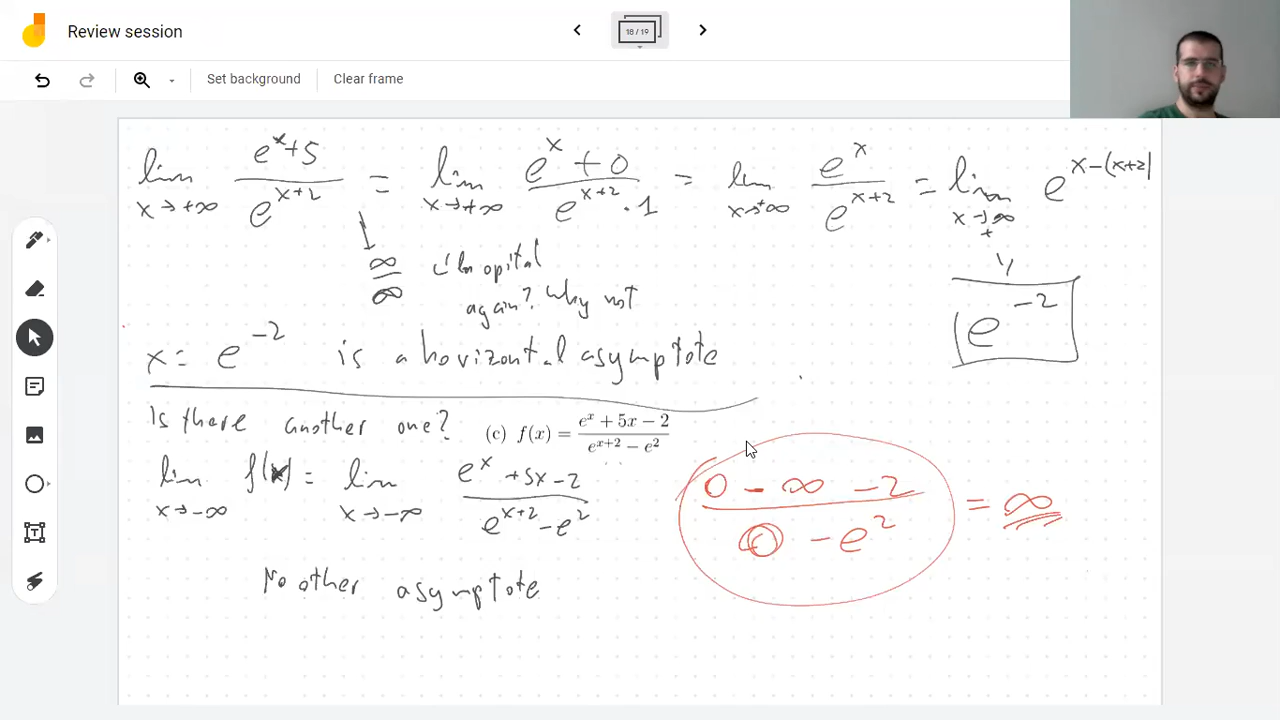 Review session
18 / 19
Set background
Clear frame
lim x→+∞ (e^x + 5)/(e^(x+2)) = lim x→+∞ (e^x + 0)/(e^(x+2) · 1) = lim x→+∞ e^x/e^(x+2) = lim x→+∞ e^(x-(x+2))
∞/∞ L'Hopital
again? Why not
e^-2
x = e^-2 is a horizontal asymptote
Is there another one? (c) f(x) = (e^x + 5x − 2)/(e^(x+2) − e^2)
lim x→-∞ f(x) = lim x→-∞ (e^x + 5x - 2)/(e^(x+2) - e^2) (0 - ∞ - 2)/(0 - e^2) = ∞
No other asymptote